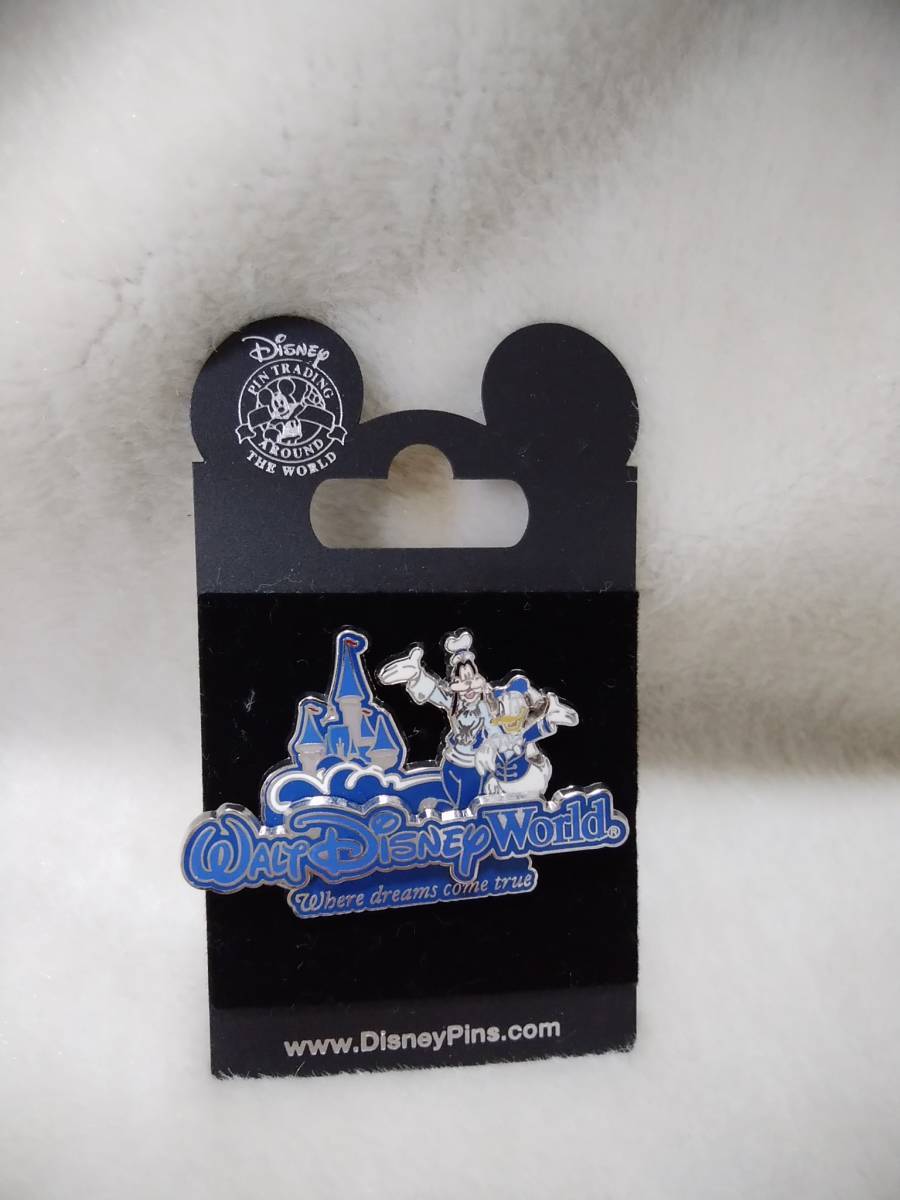 Disney
PIN TRADING
AROUND
THE WORLD
WALT DISNEY World®
Where dreams come true
www.DisneyPins.com